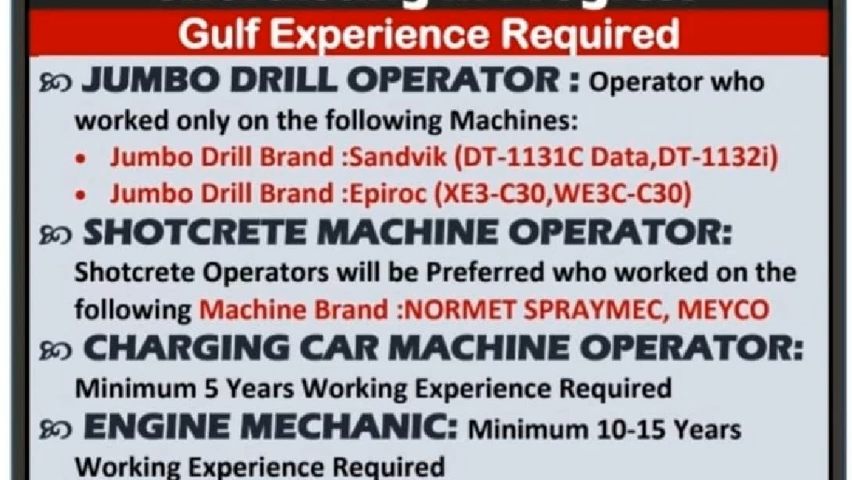 Gulf Experience Required
JUMBO DRILL OPERATOR : Operator who
worked only on the following Machines:
• Jumbo Drill Brand :Sandvik (DT-1131C Data,DT-1132i)
• Jumbo Drill Brand :Epiroc (XE3-C30,WE3C-C30)
SHOTCRETE MACHINE OPERATOR:
Shotcrete Operators will be Preferred who worked on the
following Machine Brand :NORMET SPRAYMEC, MEYCO
CHARGING CAR MACHINE OPERATOR:
Minimum 5 Years Working Experience Required
ENGINE MECHANIC: Minimum 10-15 Years
Working Experience Required